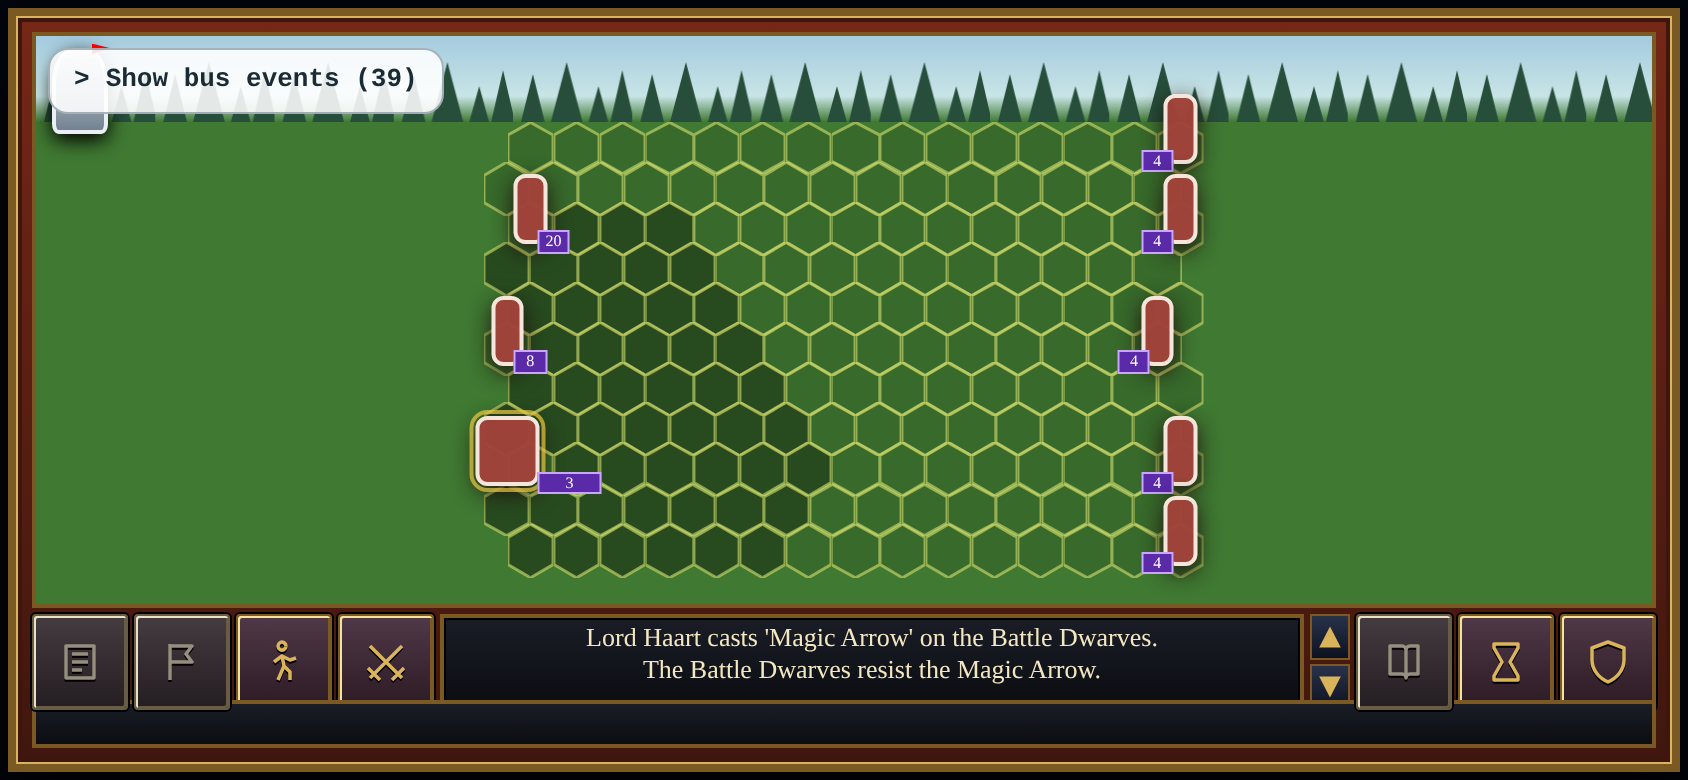 > Show bus events (39)
4
20
4
8
4
3
4
4
Lord Haart casts 'Magic Arrow' on the Battle Dwarves.
The Battle Dwarves resist the Magic Arrow.